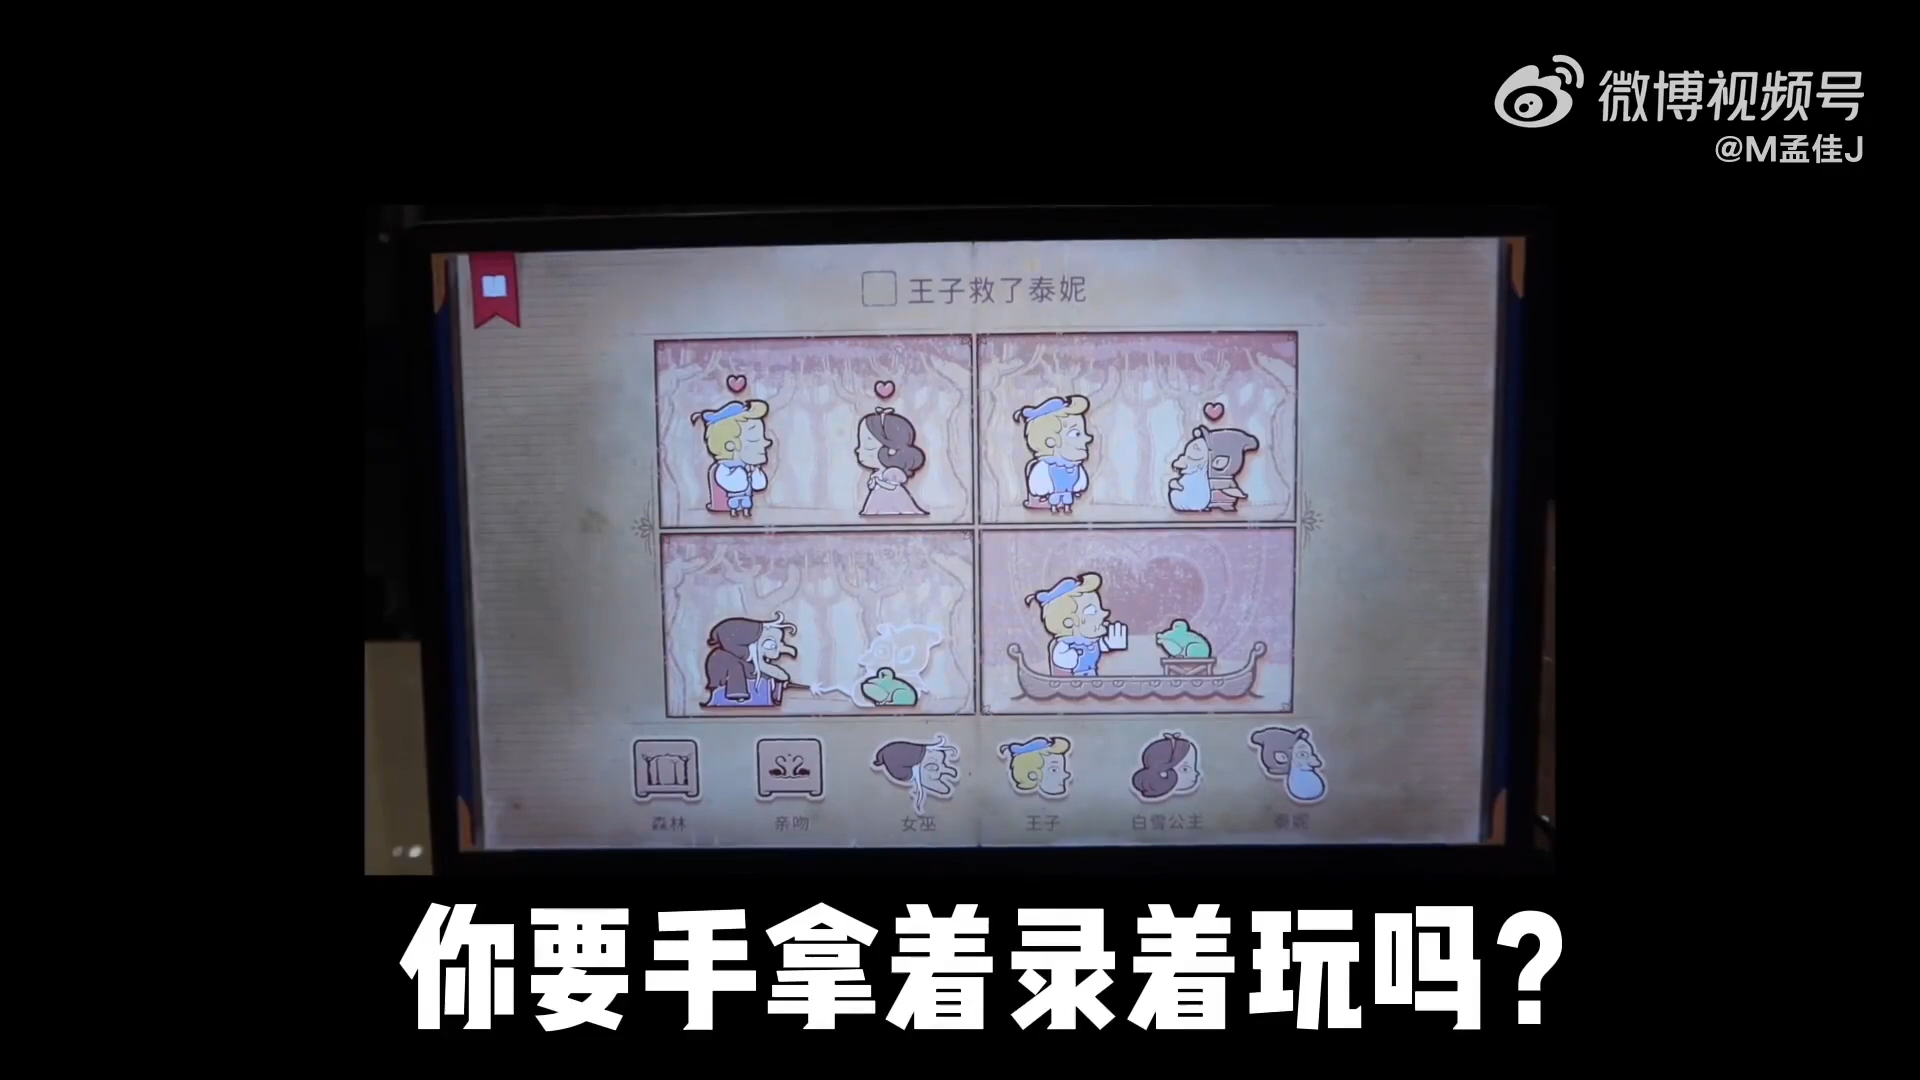 微博视频号
@M孟佳J
王子救了泰妮
森林
亲吻
女巫
王子
白雪公主
泰妮
你要手拿着录着玩吗？